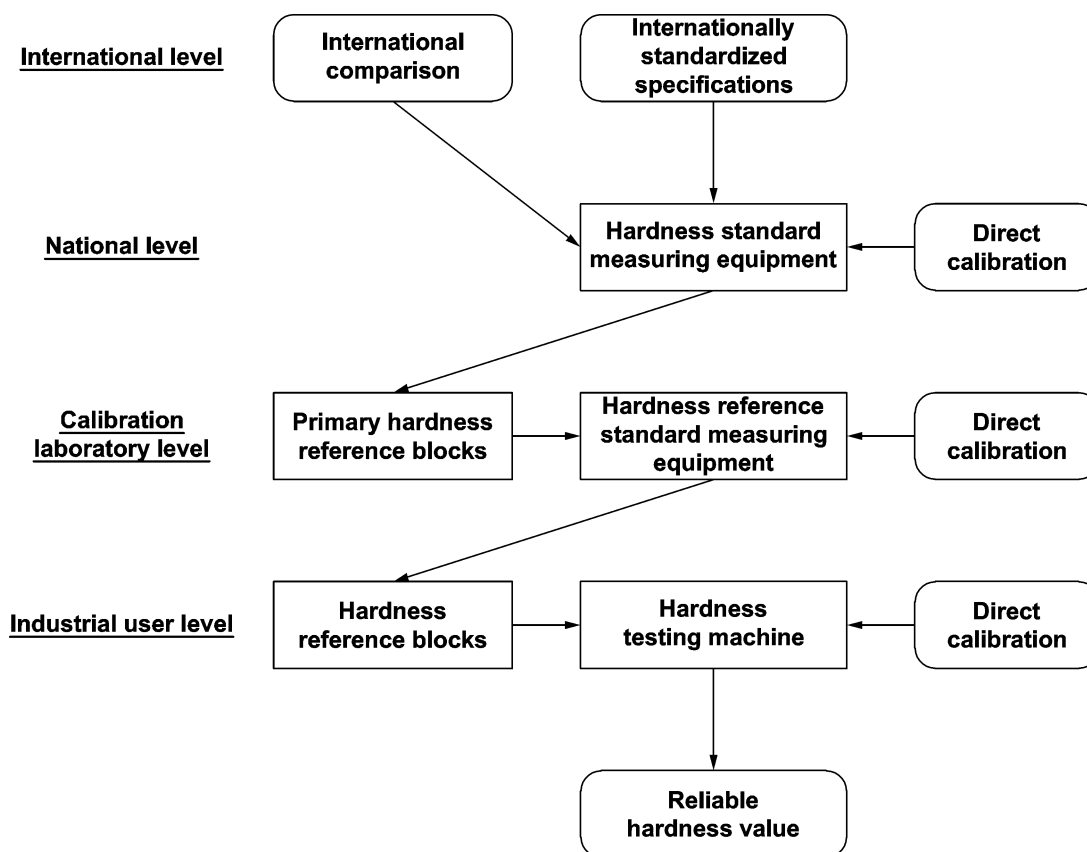 International level
International
comparison
Internationally
standardized
specifications
National level
Hardness standard
measuring equipment
Direct
calibration
Calibration
laboratory level
Primary hardness
reference blocks
Hardness reference
standard measuring
equipment
Direct
calibration
Industrial user level
Hardness
reference blocks
Hardness
testing machine
Direct
calibration
Reliable
hardness value